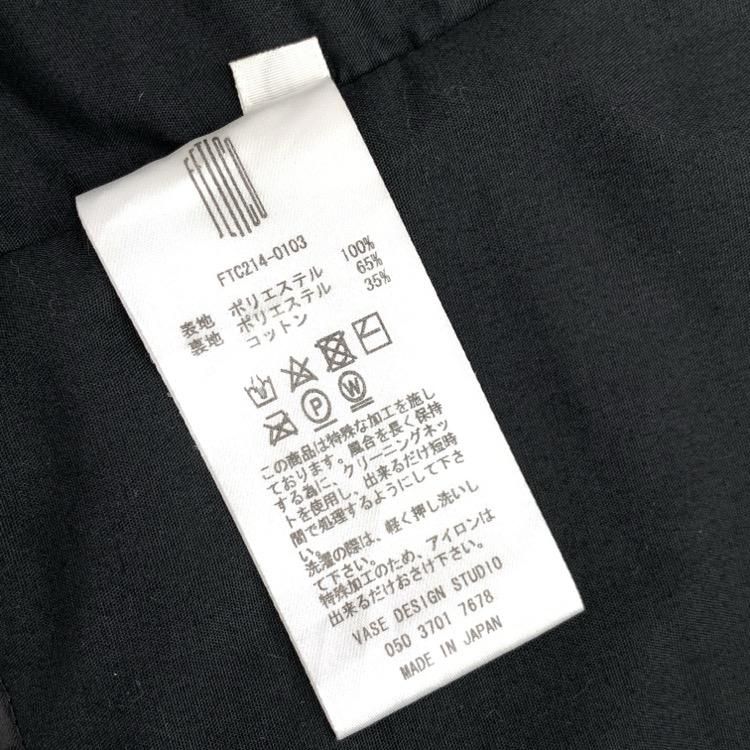 FETICO
FTC214-0103
表地 ポリエステル 100%
裏地 ポリエステル 65%
コットン 35%
P W
この商品は特殊な加工を施し
ております。風合を長く保持
する為に、クリーニングネッ
トを使用し、出来るだけ短時
間で処理するようにして下さ
い。
洗濯の際は、軽く押し洗いし
て下さい。
特殊加工のため、アイロンは
出来るだけおさけ下さい。
VASE DESIGN STUDIO
050 3701 7678
MADE IN JAPAN